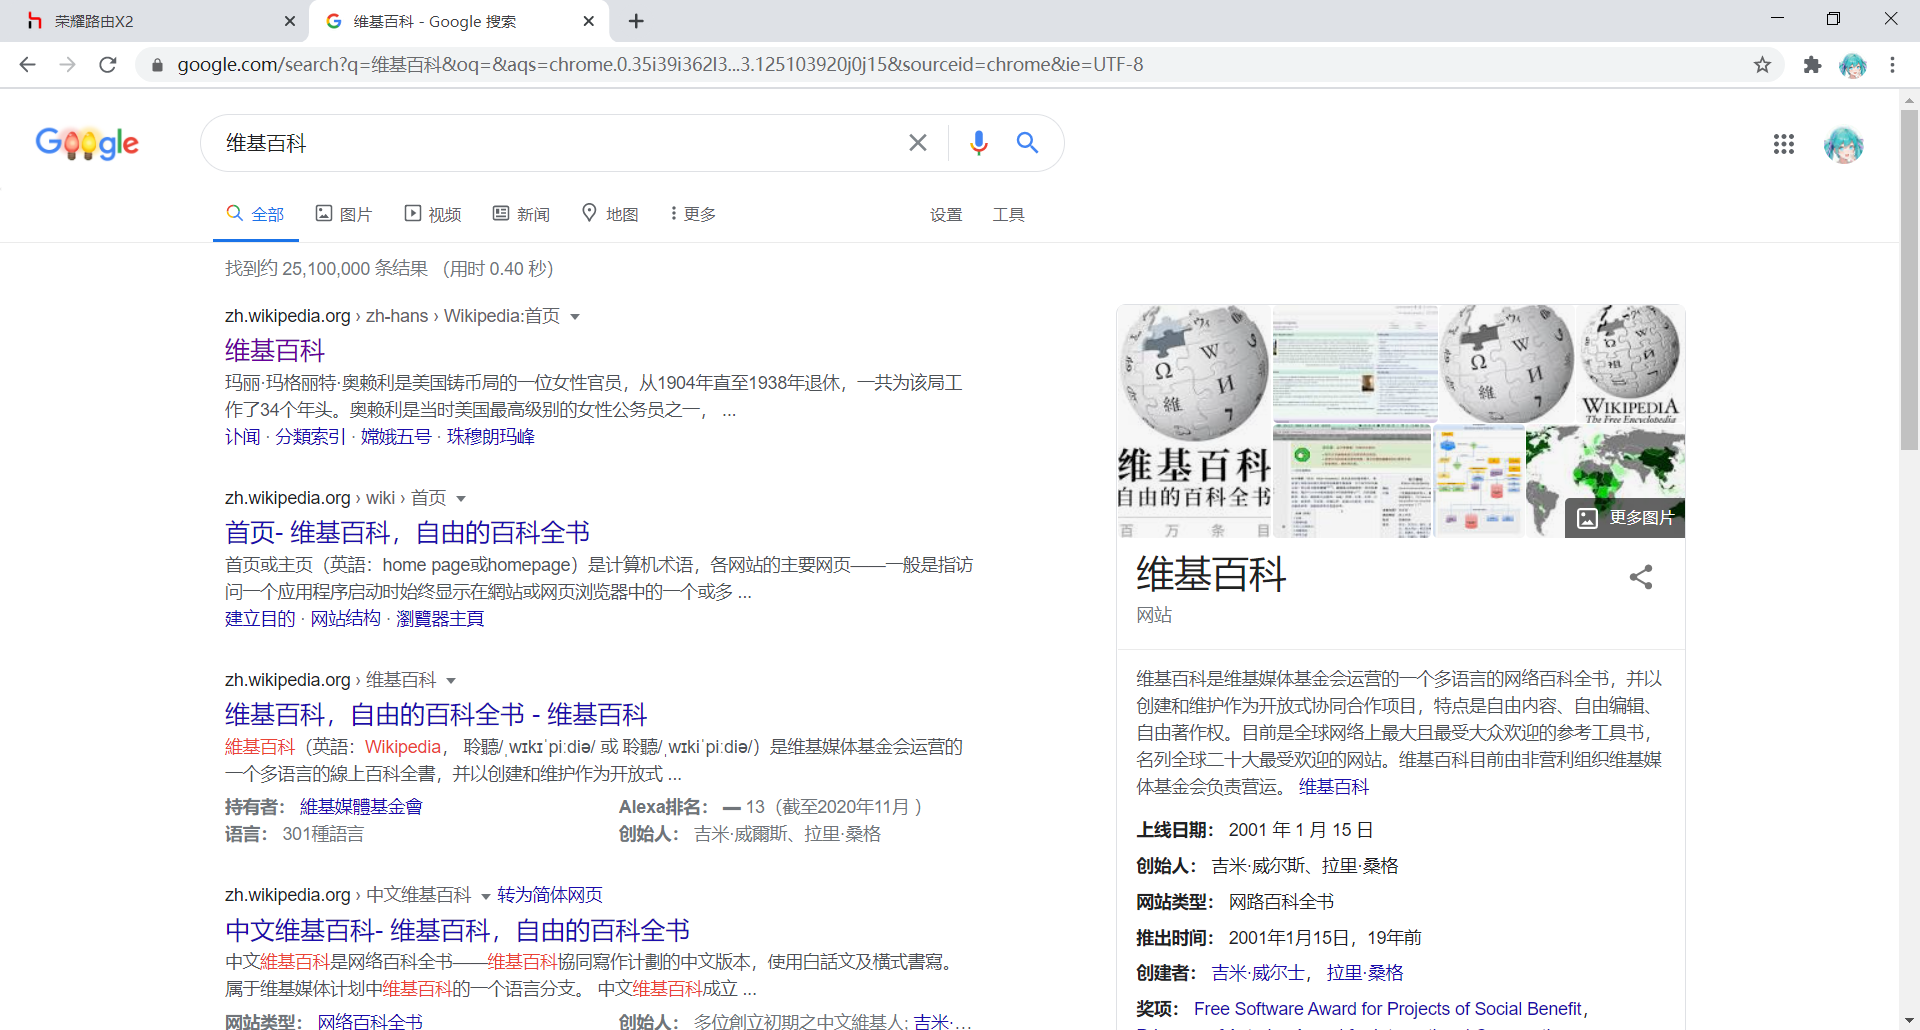 荣耀路由X2
维基百科 - Google 搜索
google.com/search?q=维基百科&oq=&aqs=chrome.0.35i39i362l3...3.125103920j0j15&sourceid=chrome&ie=UTF-8
Google
维基百科
全部
图片
视频
新闻
地图
更多
设置
工具
找到约 25,100,000 条结果 （用时 0.40 秒）
zh.wikipedia.org › zh-hans › Wikipedia:首页
维基百科
玛丽·玛格丽特·奥赖利是美国铸币局的一位女性官员，从1904年直至1938年退休，一共为该局工
作了34个年头。奥赖利是当时美国最高级别的女性公务员之一， ...
讣闻 · 分類索引 · 嫦娥五号 · 珠穆朗玛峰
zh.wikipedia.org › wiki › 首页
首页- 维基百科，自由的百科全书
首页或主页（英語：home page或homepage）是计算机术语，各网站的主要网页——一般是指访
问一个应用程序启动时始终显示在網站或网页浏览器中的一个或多 ...
建立目的 · 网站结构 · 瀏覽器主頁
zh.wikipedia.org › 维基百科
维基百科，自由的百科全书 - 维基百科
維基百科（英語：Wikipedia， 聆聽/ˌwɪkɪˈpiːdiə/ 或 聆聽/ˌwɪkiˈpiːdiə/）是维基媒体基金会运营的
一个多语言的線上百科全書，并以创建和维护作为开放式 ...
持有者： 維基媒體基金會
Alexa排名： ━ 13（截至2020年11月 ）
语言： 301種語言
创始人： 吉米·威爾斯、拉里·桑格
zh.wikipedia.org › 中文维基百科 转为简体网页
中文维基百科- 维基百科，自由的百科全书
中文維基百科是网络百科全书——维基百科協同寫作計劃的中文版本，使用白話文及橫式書寫。
属于维基媒体计划中维基百科的一个语言分支。 中文维基百科成立 ...
网站类型： 网络百科全书
创始人： 多位創立初期之中文維基人; 吉米·...
维基百科
自由的百科全书
百 万 条 目
WIKIPEDIA
The Free Encyclopedia
更多图片
维基百科
网站
维基百科是维基媒体基金会运营的一个多语言的网络百科全书，并以
创建和维护作为开放式协同合作项目，特点是自由内容、自由编辑、
自由著作权。目前是全球网络上最大且最受大众欢迎的参考工具书，
名列全球二十大最受欢迎的网站。维基百科目前由非营利组织维基媒
体基金会负责营运。 维基百科
上线日期： 2001 年 1 月 15 日
创始人： 吉米·威尔斯、拉里·桑格
网站类型： 网路百科全书
推出时间： 2001年1月15日，19年前
创建者： 吉米·威尔士， 拉里·桑格
奖项： Free Software Award for Projects of Social Benefit，